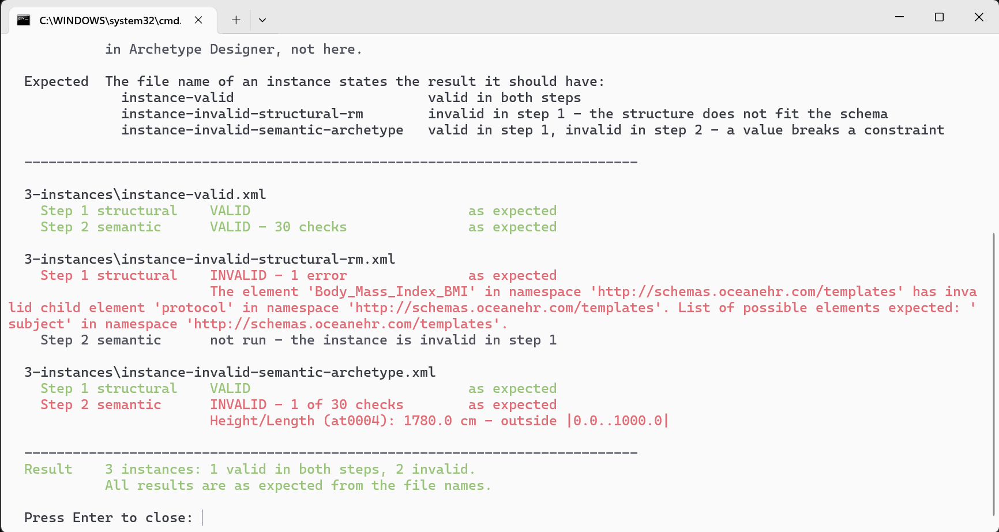 C:\WINDOWS\system32\cmd.
in Archetype Designer, not here.
Expected  The file name of an instance states the result it should have:
instance-valid                        valid in both steps
instance-invalid-structural-rm        invalid in step 1 - the structure does not fit the schema
instance-invalid-semantic-archetype   valid in step 1, invalid in step 2 - a value breaks a constraint
----------------------------------------------------------------------------
3-instances\instance-valid.xml
Step 1 structural    VALID                           as expected
Step 2 semantic      VALID - 30 checks               as expected
3-instances\instance-invalid-structural-rm.xml
Step 1 structural    INVALID - 1 error               as expected
The element 'Body_Mass_Index_BMI' in namespace 'http://schemas.oceanehr.com/templates' has inva
lid child element 'protocol' in namespace 'http://schemas.oceanehr.com/templates'. List of possible elements expected: '
subject' in namespace 'http://schemas.oceanehr.com/templates'.
Step 2 semantic      not run - the instance is invalid in step 1
3-instances\instance-invalid-semantic-archetype.xml
Step 1 structural    VALID                           as expected
Step 2 semantic      INVALID - 1 of 30 checks        as expected
Height/Length (at0004): 1780.0 cm - outside |0.0..1000.0|
----------------------------------------------------------------------------
Result    3 instances: 1 valid in both steps, 2 invalid.
All results are as expected from the file names.
Press Enter to close: